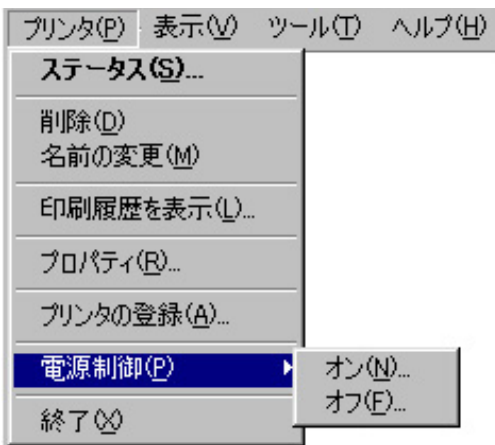 プリンタ(P) 表示(V) ツール(T) ヘルプ(H)
ステータス(S)...
削除(D)
名前の変更(M)
印刷履歴を表示(L)...
プロパティ(R)...
プリンタの登録(A)...
電源制御(P)
オン(N)...
オフ(F)...
終了(X)